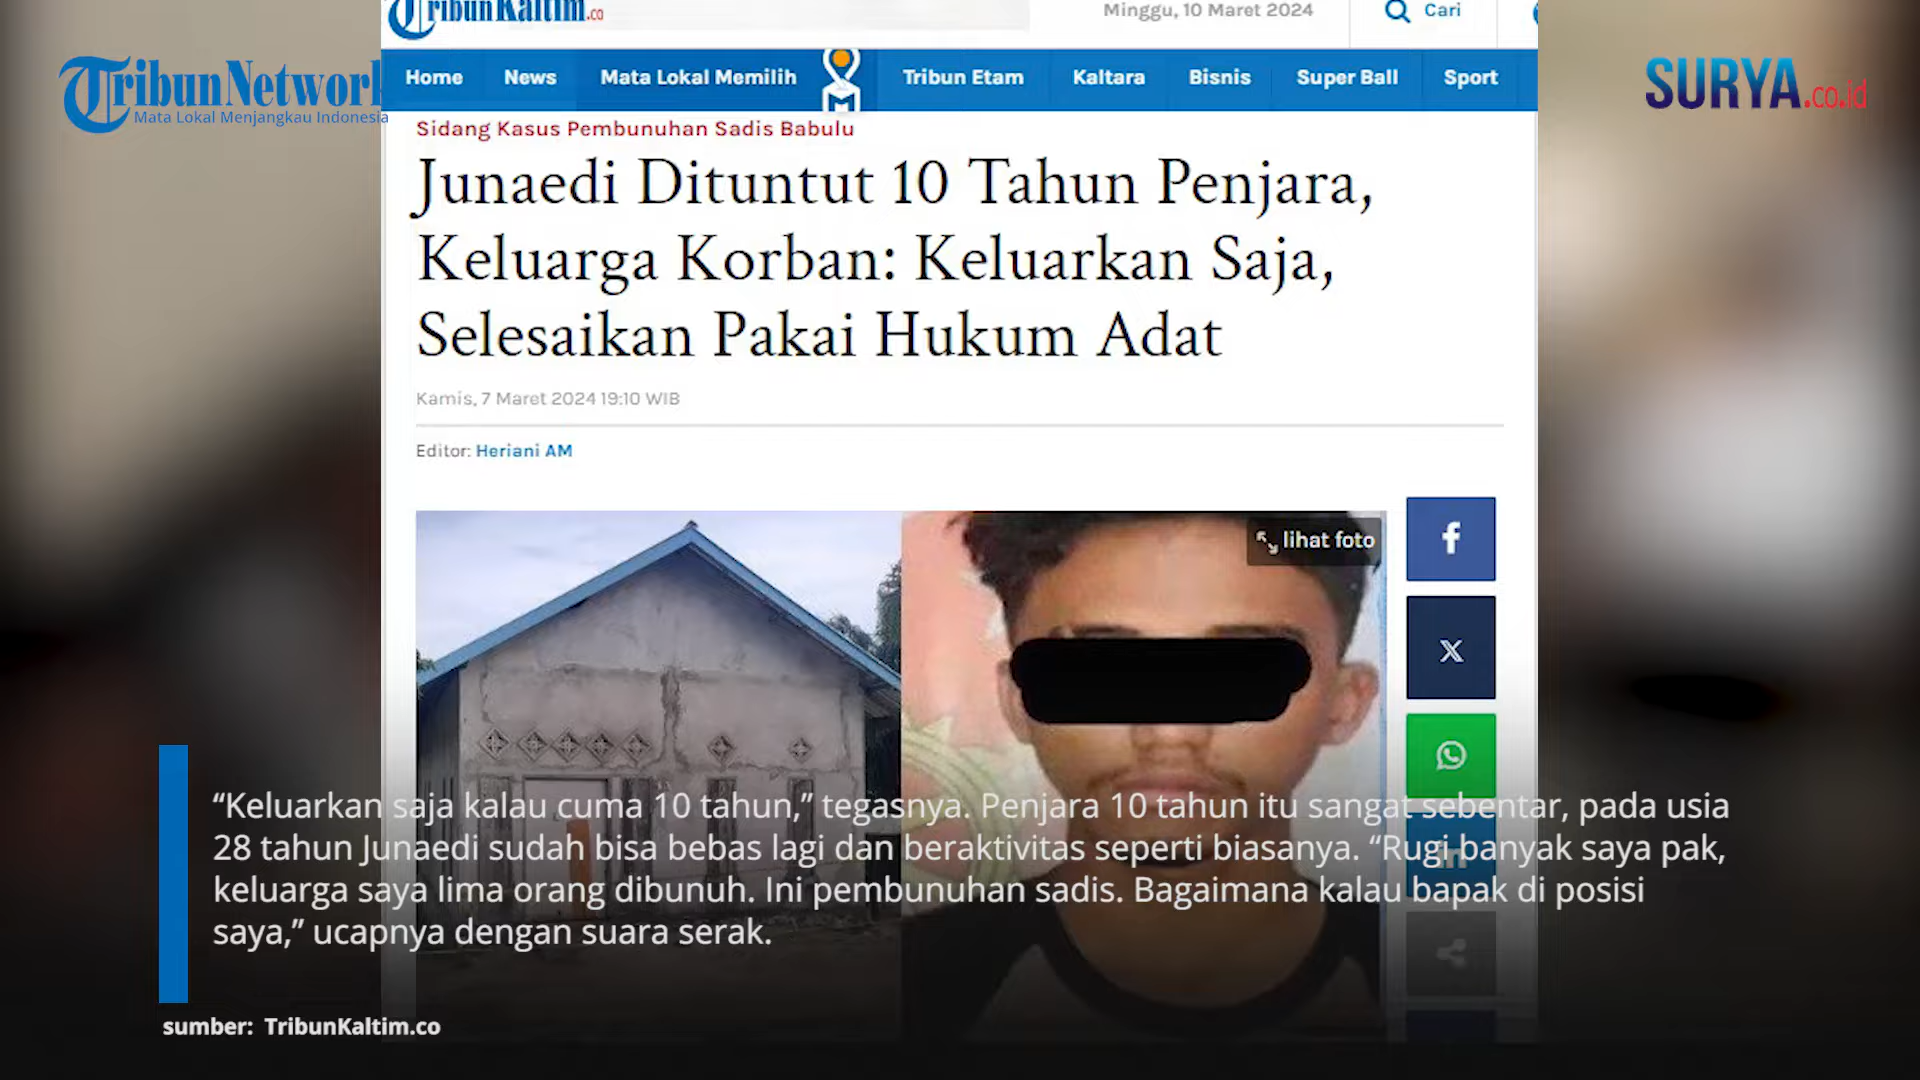 TribunKaltim.co
Minggu, 10 Maret 2024
Cari
TribunNetwork
Mata Lokal Menjangkau Indonesia
SURYA.co.id
Home
News
Mata Lokal Memilih
M
Tribun Etam
Kaltara
Bisnis
Super Ball
Sport
Sidang Kasus Pembunuhan Sadis Babulu
Junaedi Dituntut 10 Tahun Penjara,
Keluarga Korban: Keluarkan Saja,
Selesaikan Pakai Hukum Adat
Kamis, 7 Maret 2024 19:10 WIB
Editor: Heriani AM
lihat foto
f
X
in
“Keluarkan saja kalau cuma 10 tahun,” tegasnya. Penjara 10 tahun itu sangat sebentar, pada usia
28 tahun Junaedi sudah bisa bebas lagi dan beraktivitas seperti biasanya. “Rugi banyak saya pak,
keluarga saya lima orang dibunuh. Ini pembunuhan sadis. Bagaimana kalau bapak di posisi
saya,” ucapnya dengan suara serak.
sumber: TribunKaltim.co